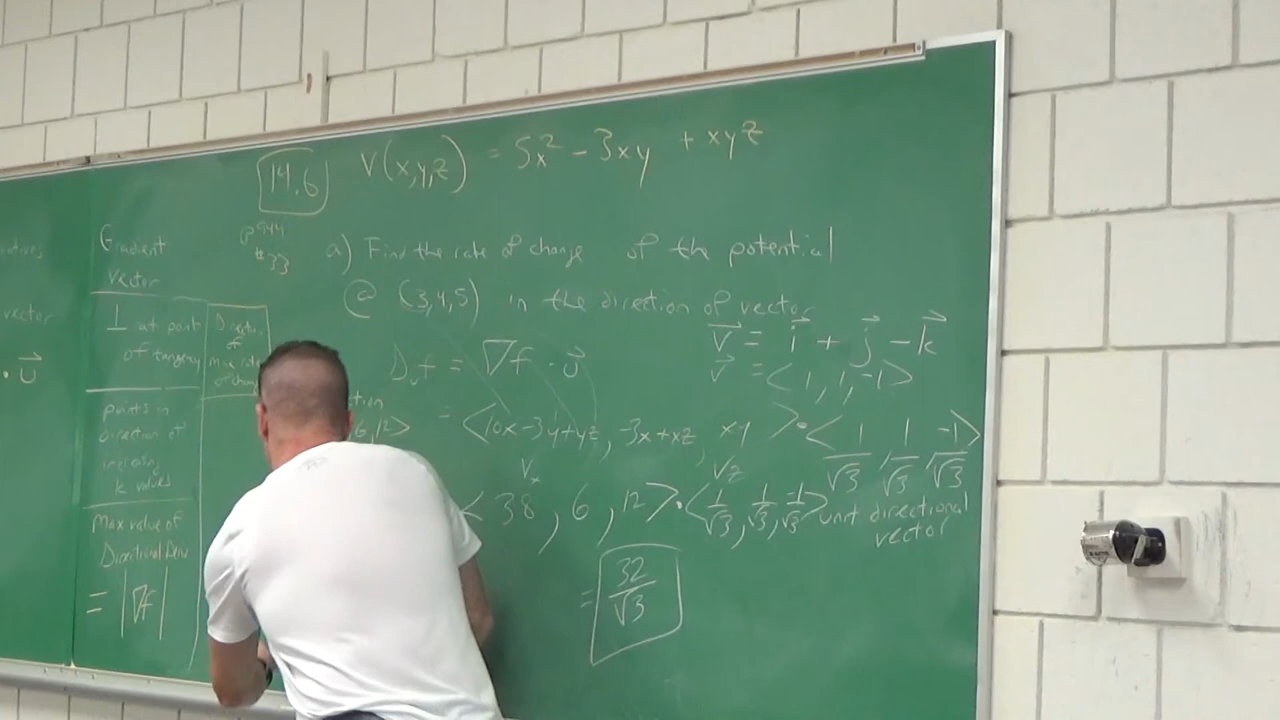 14.6 V(x,y,z) = 5x² - 3xy + xyz
p944
#33
a) Find the rate of change of the potential
@ (3,4,5) in the direction of vector
v⃗ = i⃗ + j⃗ - k⃗
v⃗ = <1, 1, -1>
Dᵤf = ∇f · u⃗
= <10x-3y+yz, -3x+xz, xy> · <1/√3, 1/√3, -1/√3>
Vx Vz
unit directional
vector
<38, 6, 12> · <1/√3, 1/√3, -1/√3>
= 32/√3
vector
· u⃗
Gradient
Vector
⊥ at point
of tangency
Direction
of
max rate
of change
points in
direction of
increasing
k values
Max value of
Directional Deriv
= |∇f|
6,12>